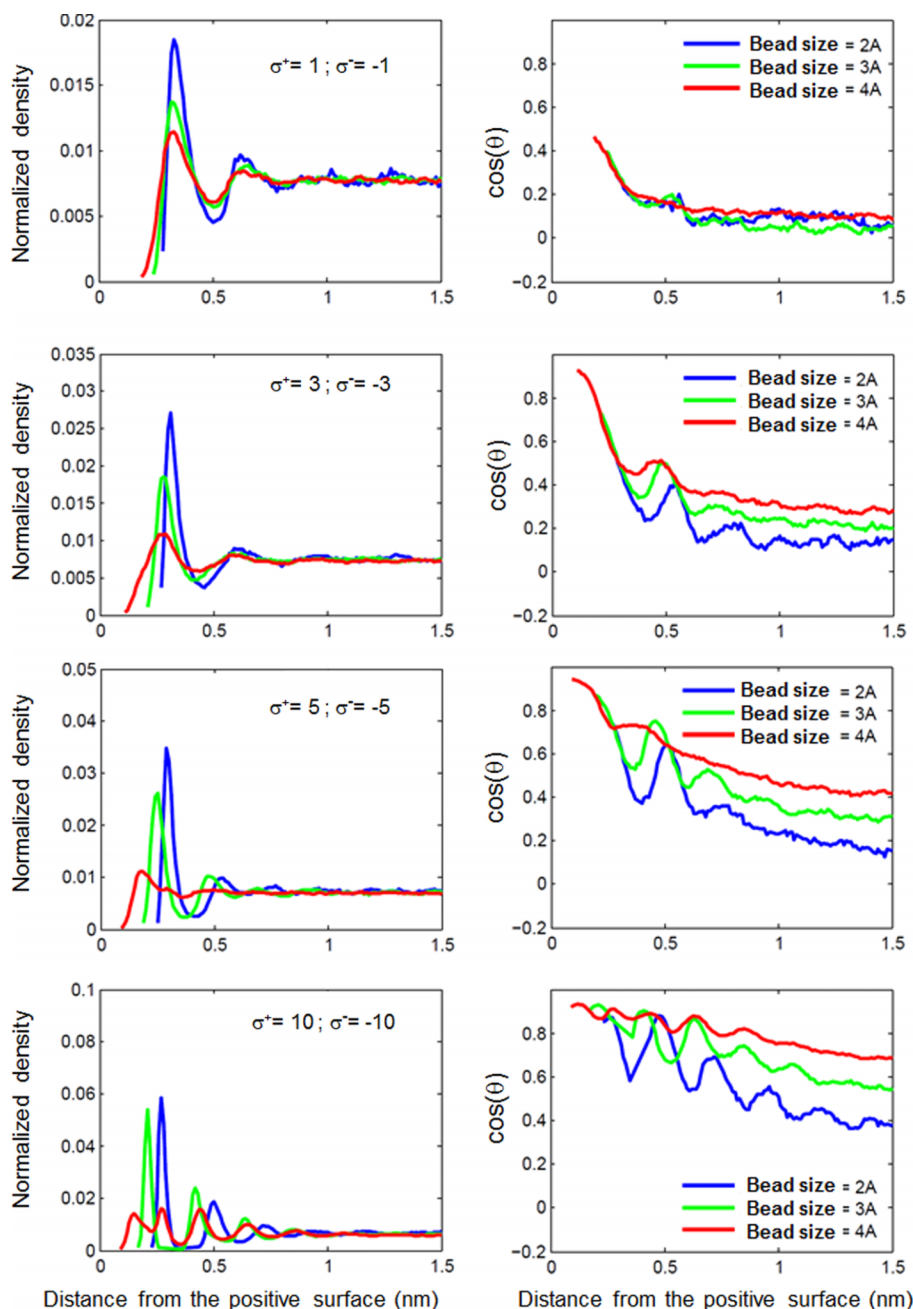 0.02
0.015
0.01
0.005
0
0 0.5 1 1.5
Normalized density
σ⁺= 1 ; σ⁻= -1
0.8
0.6
0.4
0.2
0
−0.2
0 0.5 1 1.5
cos(θ)
Bead size = 2A
Bead size = 3A
Bead size = 4A
0.035
0.03
0.025
0.02
0.015
0.01
0.005
0
0 0.5 1 1.5
Normalized density
σ⁺= 3 ; σ⁻= -3
0.8
0.6
0.4
0.2
0
−0.2
0 0.5 1 1.5
cos(θ)
Bead size = 2A
Bead size = 3A
Bead size = 4A
0.05
0.04
0.03
0.02
0.01
0
0 0.5 1 1.5
Normalized density
σ⁺= 5 ; σ⁻= -5
0.8
0.6
0.4
0.2
0
−0.2
0 0.5 1 1.5
cos(θ)
Bead size = 2A
Bead size = 3A
Bead size = 4A
0.1
0.08
0.06
0.04
0.02
0
0 0.5 1 1.5
Normalized density
σ⁺= 10 ; σ⁻= -10
Distance from the positive surface (nm)
0.8
0.6
0.4
0.2
0
−0.2
0 0.5 1 1.5
cos(θ)
Bead size = 2A
Bead size = 3A
Bead size = 4A
Distance from the positive surface (nm)